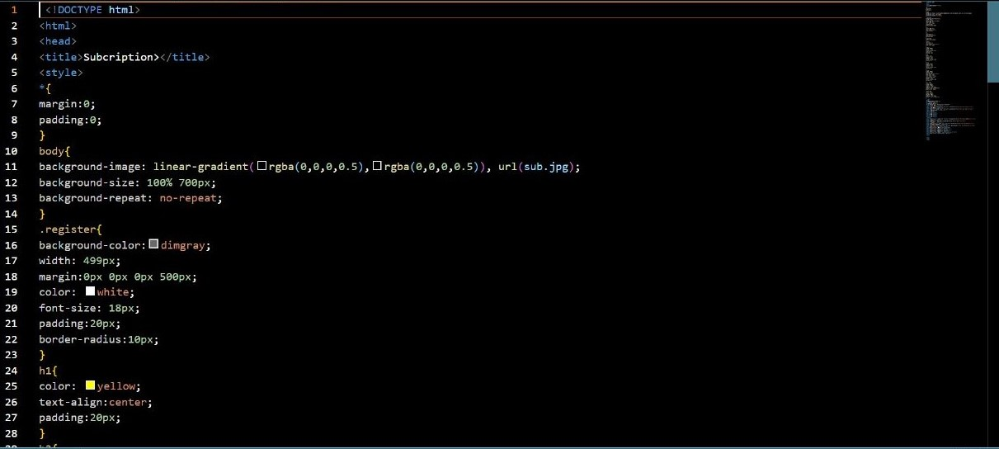 1 <!DOCTYPE html>
2 <html>
3 <head>
4 <title>Subcription></title>
5 <style>
6 *{
7 margin:0;
8 padding:0;
9 }
10 body{
11 background-image: linear-gradient(rgba(0,0,0,0.5),rgba(0,0,0,0.5)), url(sub.jpg);
12 background-size: 100% 700px;
13 background-repeat: no-repeat;
14 }
15 .register{
16 background-color:dimgray;
17 width: 499px;
18 margin:0px 0px 0px 500px;
19 color: white;
20 font-size: 18px;
21 padding:20px;
22 border-radius:10px;
23 }
24 h1{
25 color: yellow;
26 text-align:center;
27 padding:20px;
28 }